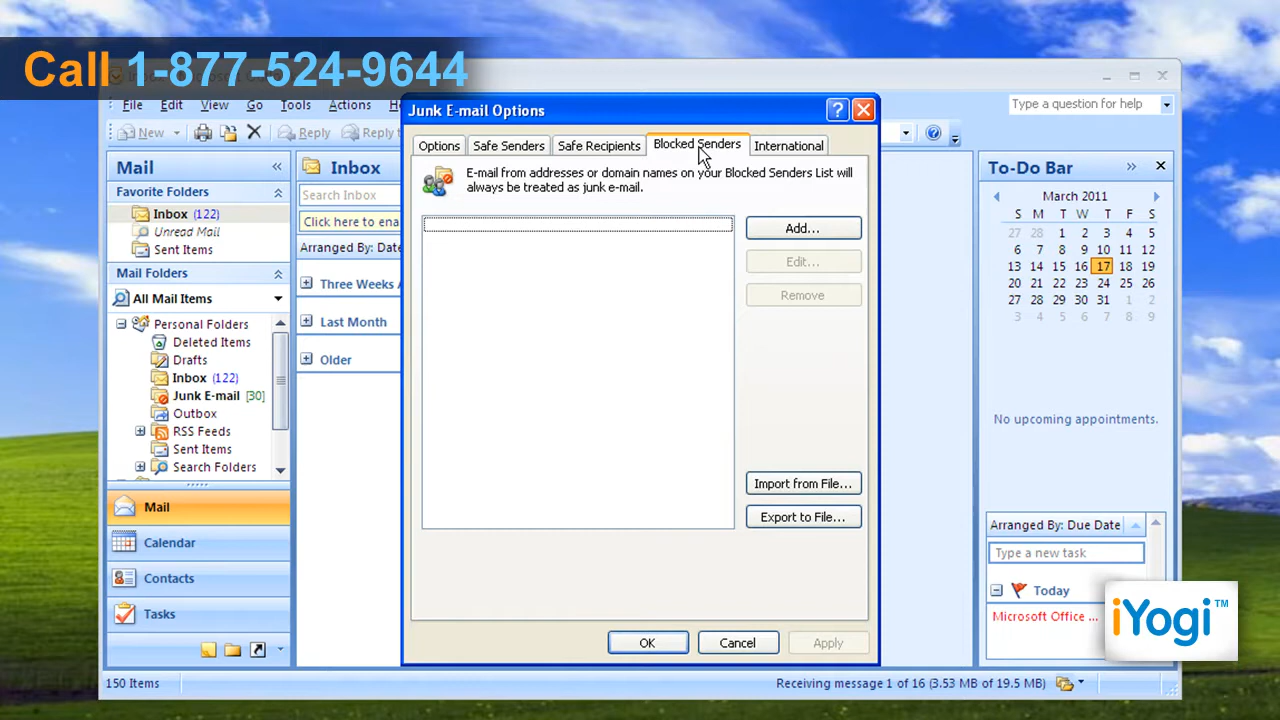 Call 1-877-524-9644
File Edit View Go Tools Actions
Type a question for help
New
Reply
Reply t
Mail «
Favorite Folders
Inbox (122)
Unread Mail
Sent Items
Mail Folders
All Mail Items
Personal Folders
Deleted Items
Drafts
Inbox (122)
Junk E-mail [30]
Outbox
RSS Feeds
Sent Items
Search Folders
Mail
Calendar
Contacts
Tasks
150 Items
Inbox
Search Inbox
Click here to ena
Arranged By: Date
Three Weeks A
Last Month
Older
Junk E-mail Options
Options Safe Senders Safe Recipients Blocked Senders International
E-mail from addresses or domain names on your Blocked Senders List will
always be treated as junk e-mail.
Add...
Edit...
Remove
Import from File...
Export to File...
OK Cancel Apply
To-Do Bar »
March 2011
S M T W T F S
27 28 1 2 3 4 5
6 7 8 9 10 11 12
13 14 15 16 17 18 19
20 21 22 23 24 25 26
27 28 29 30 31 1 2
3 4 5 6 7 8 9
No upcoming appointments.
Arranged By: Due Date
Type a new task
Today
Microsoft Office ...
iYogi™
Receiving message 1 of 16 (3.53 MB of 19.5 MB)